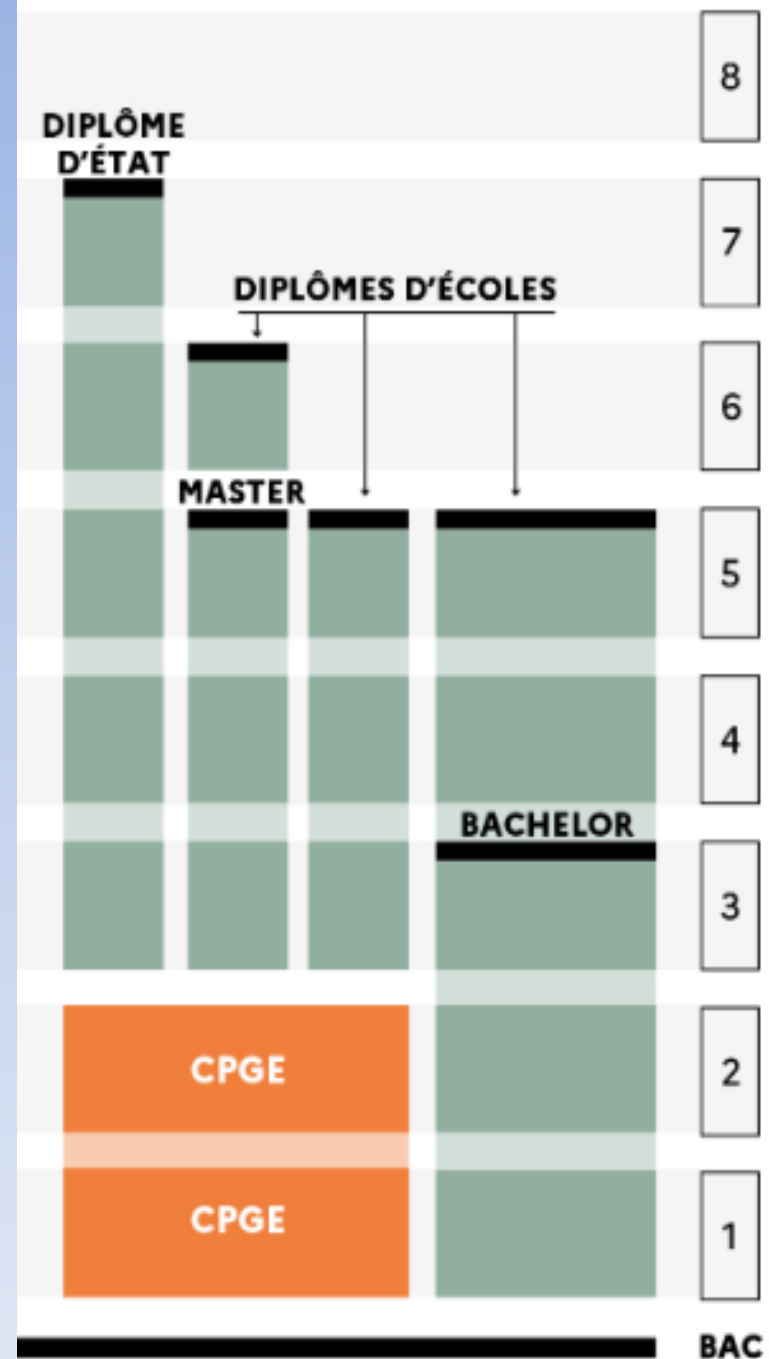 8
DIPLÔME
D'ÉTAT
7
DIPLÔMES D'ÉCOLES
6
MASTER
5
4
BACHELOR
3
CPGE
2
CPGE
1
BAC